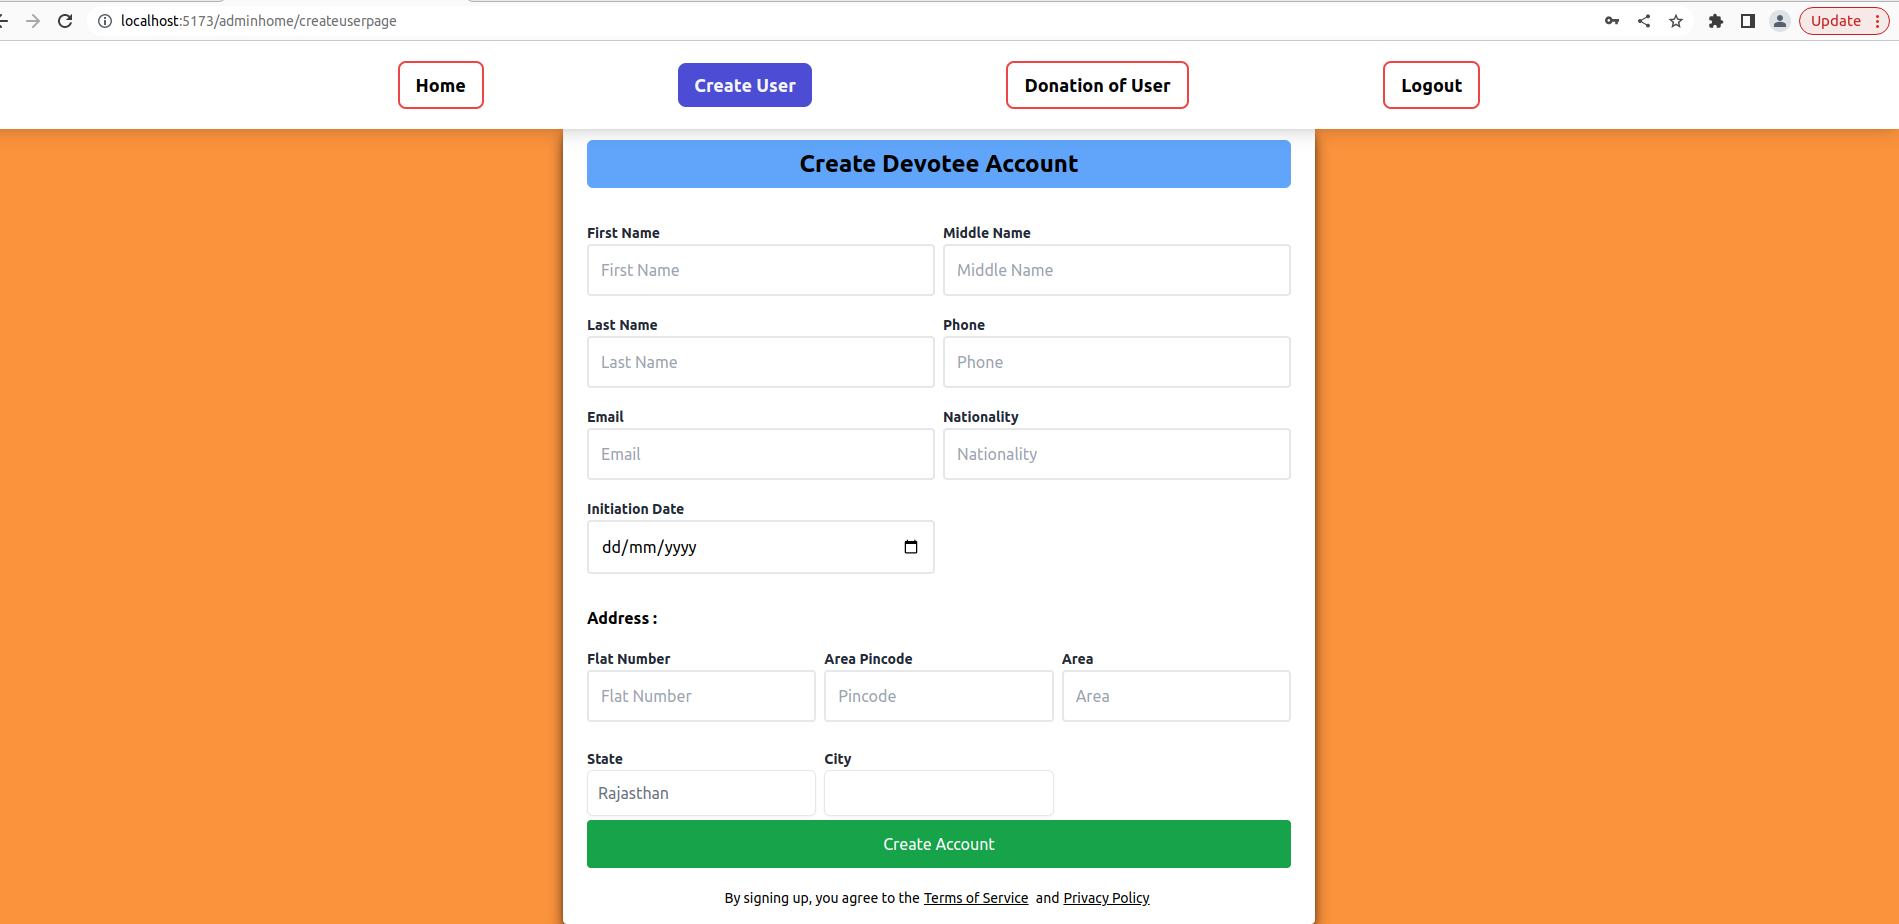 localhost:5173/adminhome/createuserpage
Update
Home
Create User
Donation of User
Logout
Create Devotee Account
First Name
Middle Name
First Name
Middle Name
Last Name
Phone
Last Name
Phone
Email
Nationality
Email
Nationality
Initiation Date
dd/mm/yyyy
Address :
Flat Number
Area Pincode
Area
Flat Number
Pincode
Area
State
City
Rajasthan
Create Account
By signing up, you agree to the Terms of Service and Privacy Policy